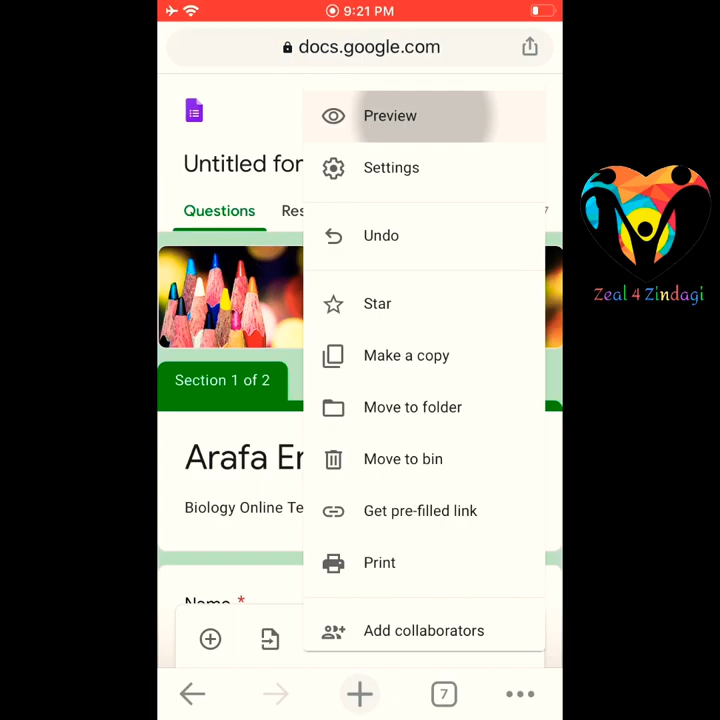 9:21 PM
docs.google.com
Preview
Untitled for
Settings
Questions
Res
7
Undo
Star
Section 1 of 2
Make a copy
Move to folder
Arafa Er
Move to bin
Biology Online Te
Get pre-filled link
Print
Name *
Add collaborators
7
Zeal 4 Zindagi